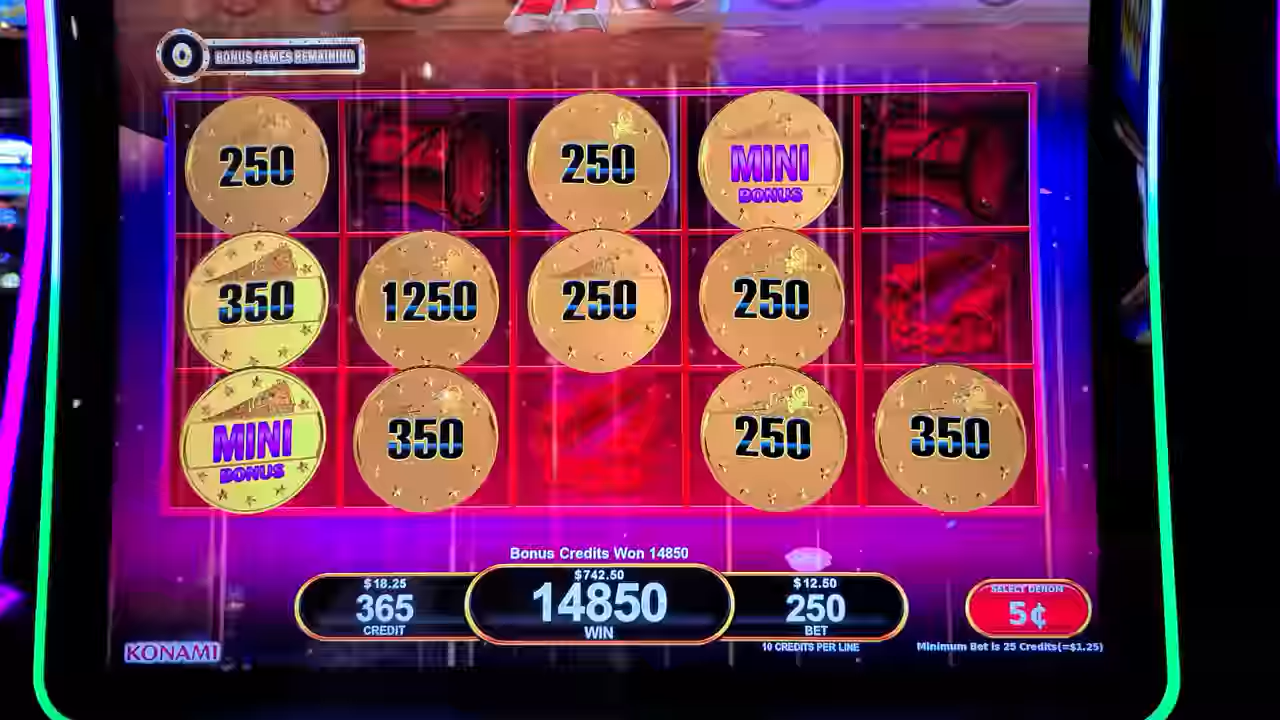 0 BONUS GAMES REMAINING
250 250 MINI BONUS
350 1250 250 250
MINI BONUS 350 250 350
Bonus Credits Won 14850
$18.25 $742.50 $12.50 SELECT DENOM
365 14850 250 5¢
CREDIT WIN BET
10 CREDITS PER LINE Minimum Bet is 25 Credits(=$1.25)
KONAMI